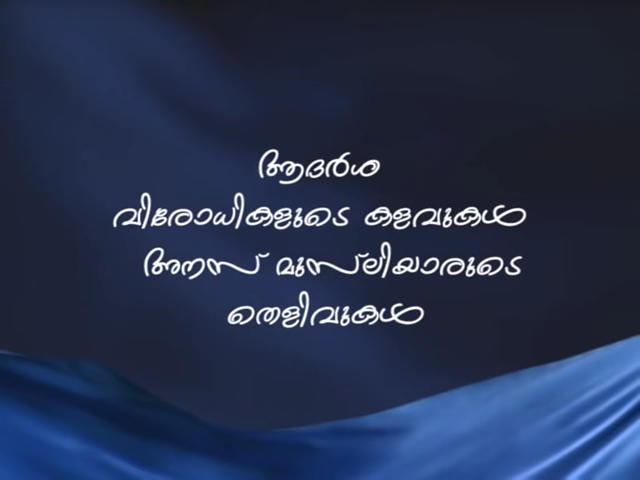 ആദർശ
വിരോധികളുടെ കളവുകൾ
അനസ് മുസ്ലിയാരുടെ
തെളിവുകൾ